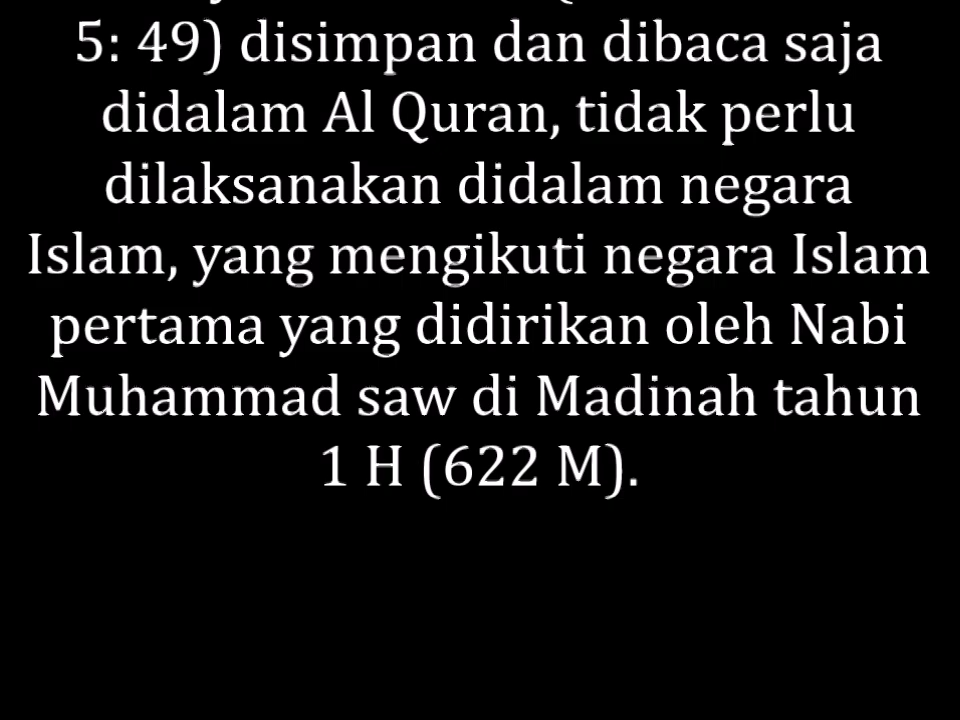 5: 49) disimpan dan dibaca saja
didalam Al Quran, tidak perlu
dilaksanakan didalam negara
Islam, yang mengikuti negara Islam
pertama yang didirikan oleh Nabi
Muhammad saw di Madinah tahun
1 H (622 M).